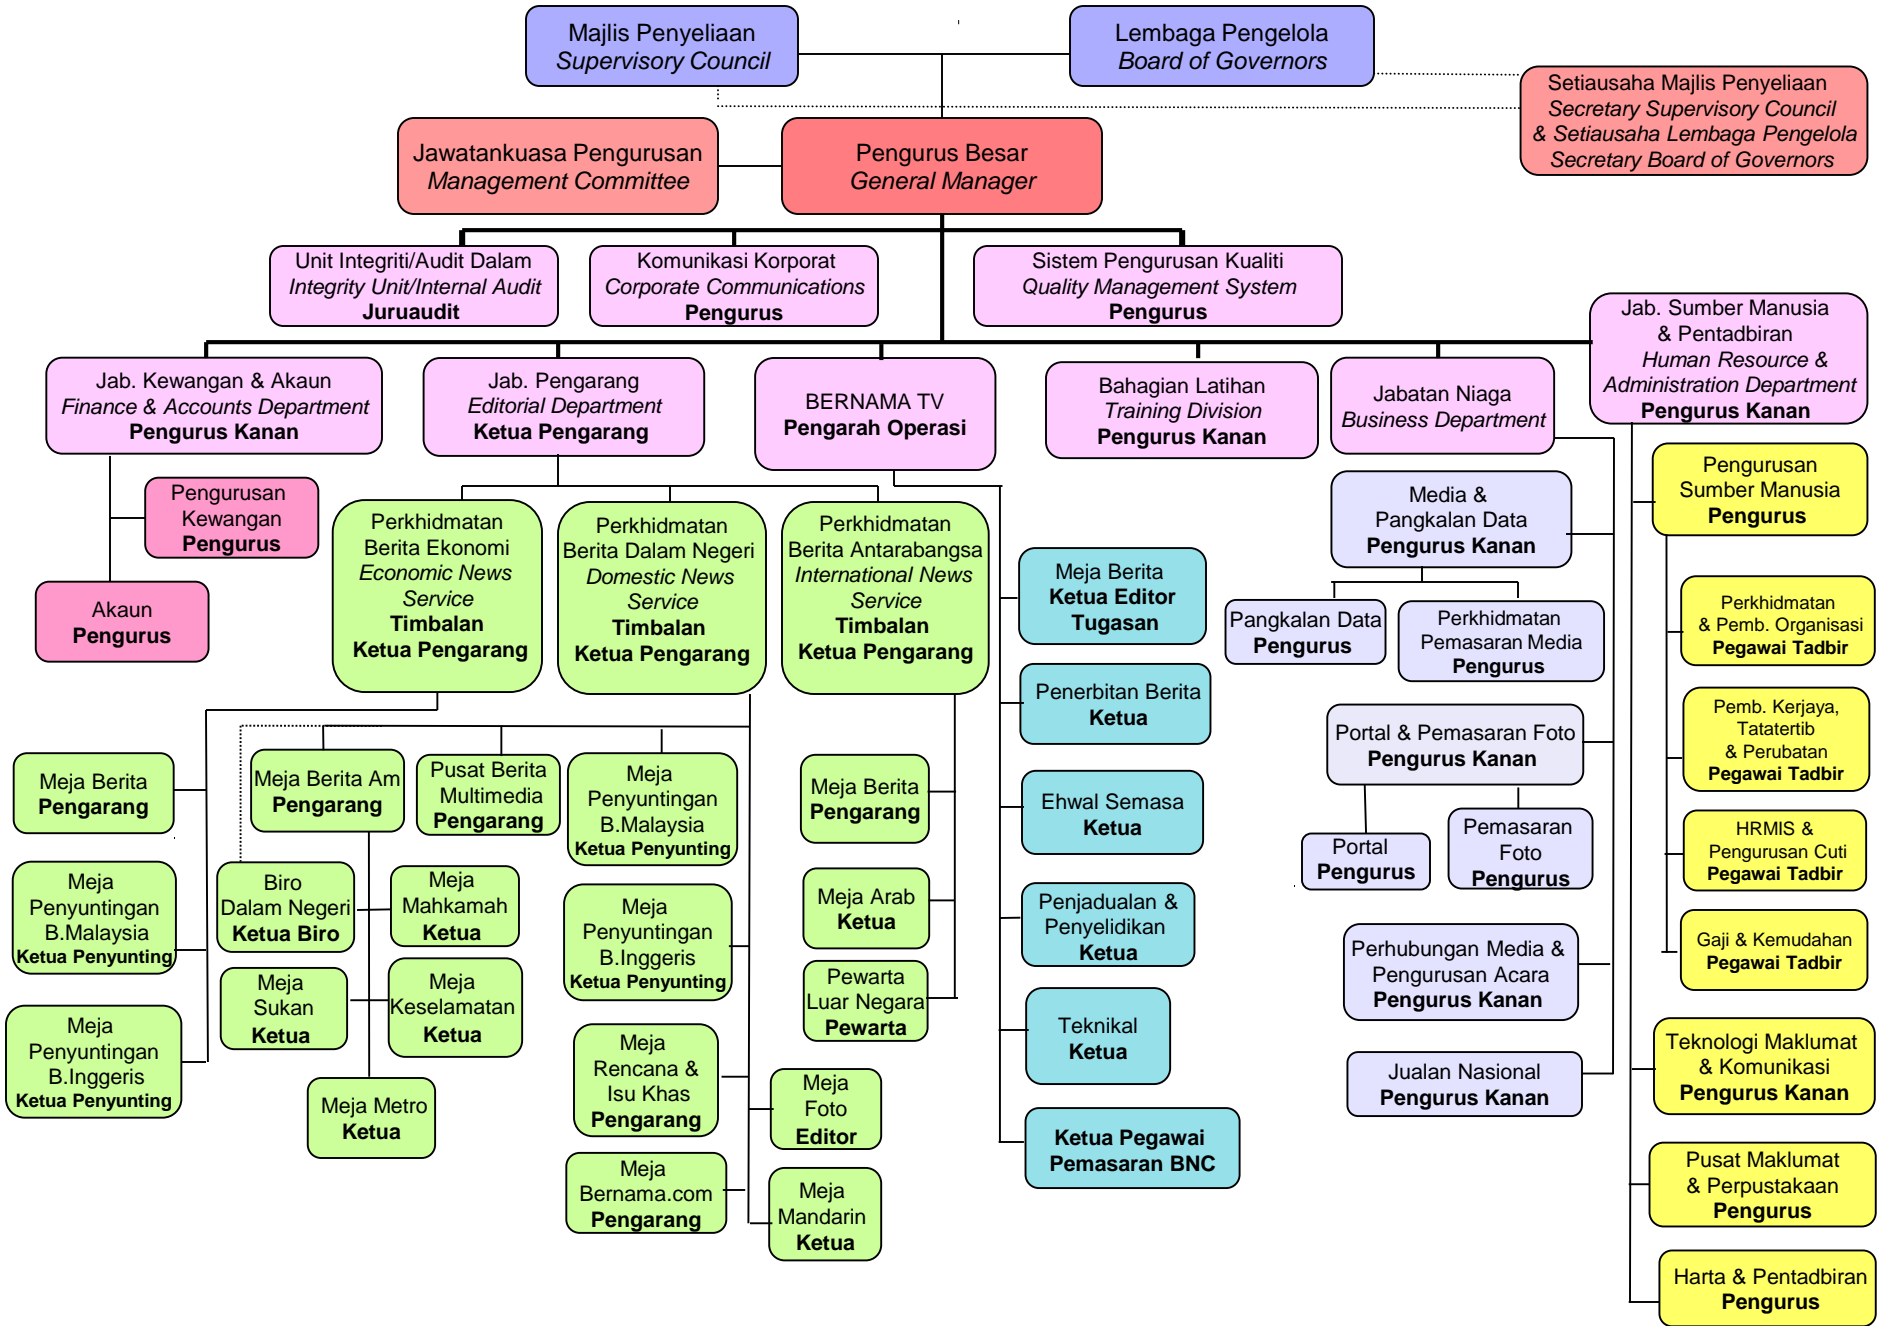 Majlis Penyeliaan
Supervisory Council
Lembaga Pengelola
Board of Governors
Setiausaha Majlis Penyeliaan
Secretary Supervisory Council
& Setiausaha Lembaga Pengelola
Secretary Board of Governors
Jawatankuasa Pengurusan
Management Committee
Pengurus Besar
General Manager
Unit Integriti/Audit Dalam
Integrity Unit/Internal Audit
Juruaudit
Komunikasi Korporat
Corporate Communications
Pengurus
Sistem Pengurusan Kualiti
Quality Management System
Pengurus
Jab. Sumber Manusia
& Pentadbiran
Human Resource &
Administration Department
Pengurus Kanan
Jab. Kewangan & Akaun
Finance & Accounts Department
Pengurus Kanan
Jab. Pengarang
Editorial Department
Ketua Pengarang
BERNAMA TV
Pengarah Operasi
Bahagian Latihan
Training Division
Pengurus Kanan
Jabatan Niaga
Business Department
Pengurusan
Kewangan
Pengurus
Akaun
Pengurus
Perkhidmatan
Berita Ekonomi
Economic News
Service
Timbalan
Ketua Pengarang
Perkhidmatan
Berita Dalam Negeri
Domestic News
Service
Timbalan
Ketua Pengarang
Perkhidmatan
Berita Antarabangsa
International News
Service
Timbalan
Ketua Pengarang
Meja Berita
Pengarang
Meja
Penyuntingan
B.Malaysia
Ketua Penyunting
Meja
Penyuntingan
B.Inggeris
Ketua Penyunting
Meja Berita Am
Pengarang
Pusat Berita
Multimedia
Pengarang
Meja
Penyuntingan
B.Malaysia
Ketua Penyunting
Biro
Dalam Negeri
Ketua Biro
Meja
Mahkamah
Ketua
Meja
Sukan
Ketua
Meja
Keselamatan
Ketua
Meja Metro
Ketua
Meja
Penyuntingan
B.Inggeris
Ketua Penyunting
Meja
Rencana &
Isu Khas
Pengarang
Meja
Foto
Editor
Meja
Bernama.com
Pengarang
Meja
Mandarin
Ketua
Meja Berita
Pengarang
Meja Arab
Ketua
Pewarta
Luar Negara
Pewarta
Meja Berita
Ketua Editor
Tugasan
Penerbitan Berita
Ketua
Ehwal Semasa
Ketua
Penjadualan &
Penyelidikan
Ketua
Teknikal
Ketua
Ketua Pegawai
Pemasaran BNC
Media &
Pangkalan Data
Pengurus Kanan
Pangkalan Data
Pengurus
Perkhidmatan
Pemasaran Media
Pengurus
Portal & Pemasaran Foto
Pengurus Kanan
Portal
Pengurus
Pemasaran
Foto
Pengurus
Perhubungan Media &
Pengurusan Acara
Pengurus Kanan
Jualan Nasional
Pengurus Kanan
Pengurusan
Sumber Manusia
Pengurus
Perkhidmatan
& Pemb. Organisasi
Pegawai Tadbir
Pemb. Kerjaya,
Tatatertib
& Perubatan
Pegawai Tadbir
HRMIS &
Pengurusan Cuti
Pegawai Tadbir
Gaji & Kemudahan
Pegawai Tadbir
Teknologi Maklumat
& Komunikasi
Pengurus Kanan
Pusat Maklumat
& Perpustakaan
Pengurus
Harta & Pentadbiran
Pengurus